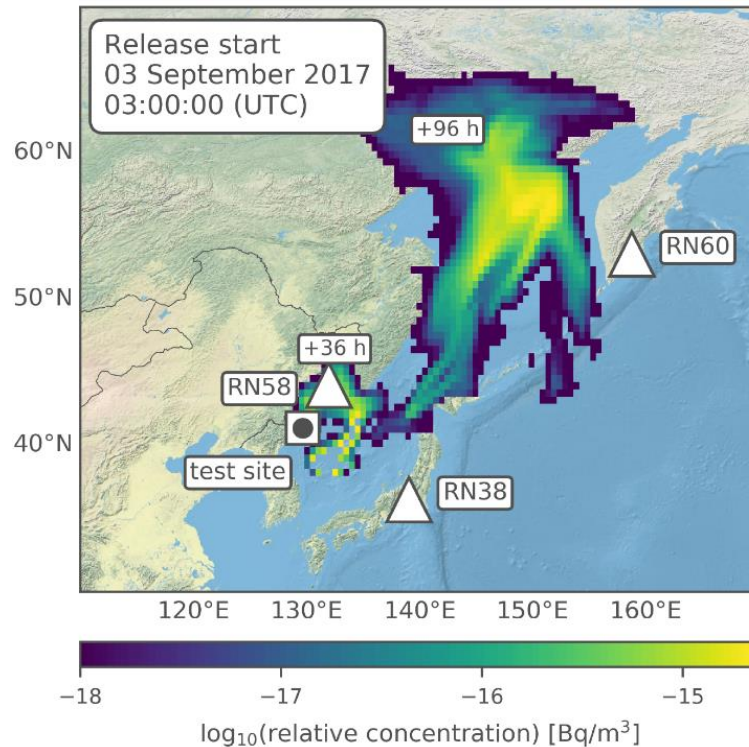 Release start
03 September 2017
03:00:00 (UTC)
+96 h
60°N
RN60
50°N
+36 h
RN58
40°N
test site
RN38
120°E 130°E 140°E 150°E 160°E
−18 −17 −16 −15
log₁₀(relative concentration) [Bq/m³]